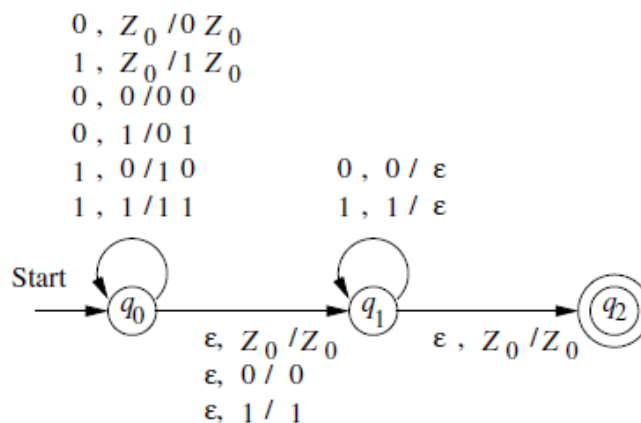 0 , Z₀ /0 Z₀
1 , Z₀ /1 Z₀
0 , 0 /0 0
0 , 1 /0 1
1 , 0 /1 0
1 , 1 /1 1
0 , 0 / ε
1 , 1 / ε
Start
q₀
q₁
q₂
ε, Z₀ /Z₀
ε, 0 / 0
ε, 1 / 1
ε , Z₀ /Z₀